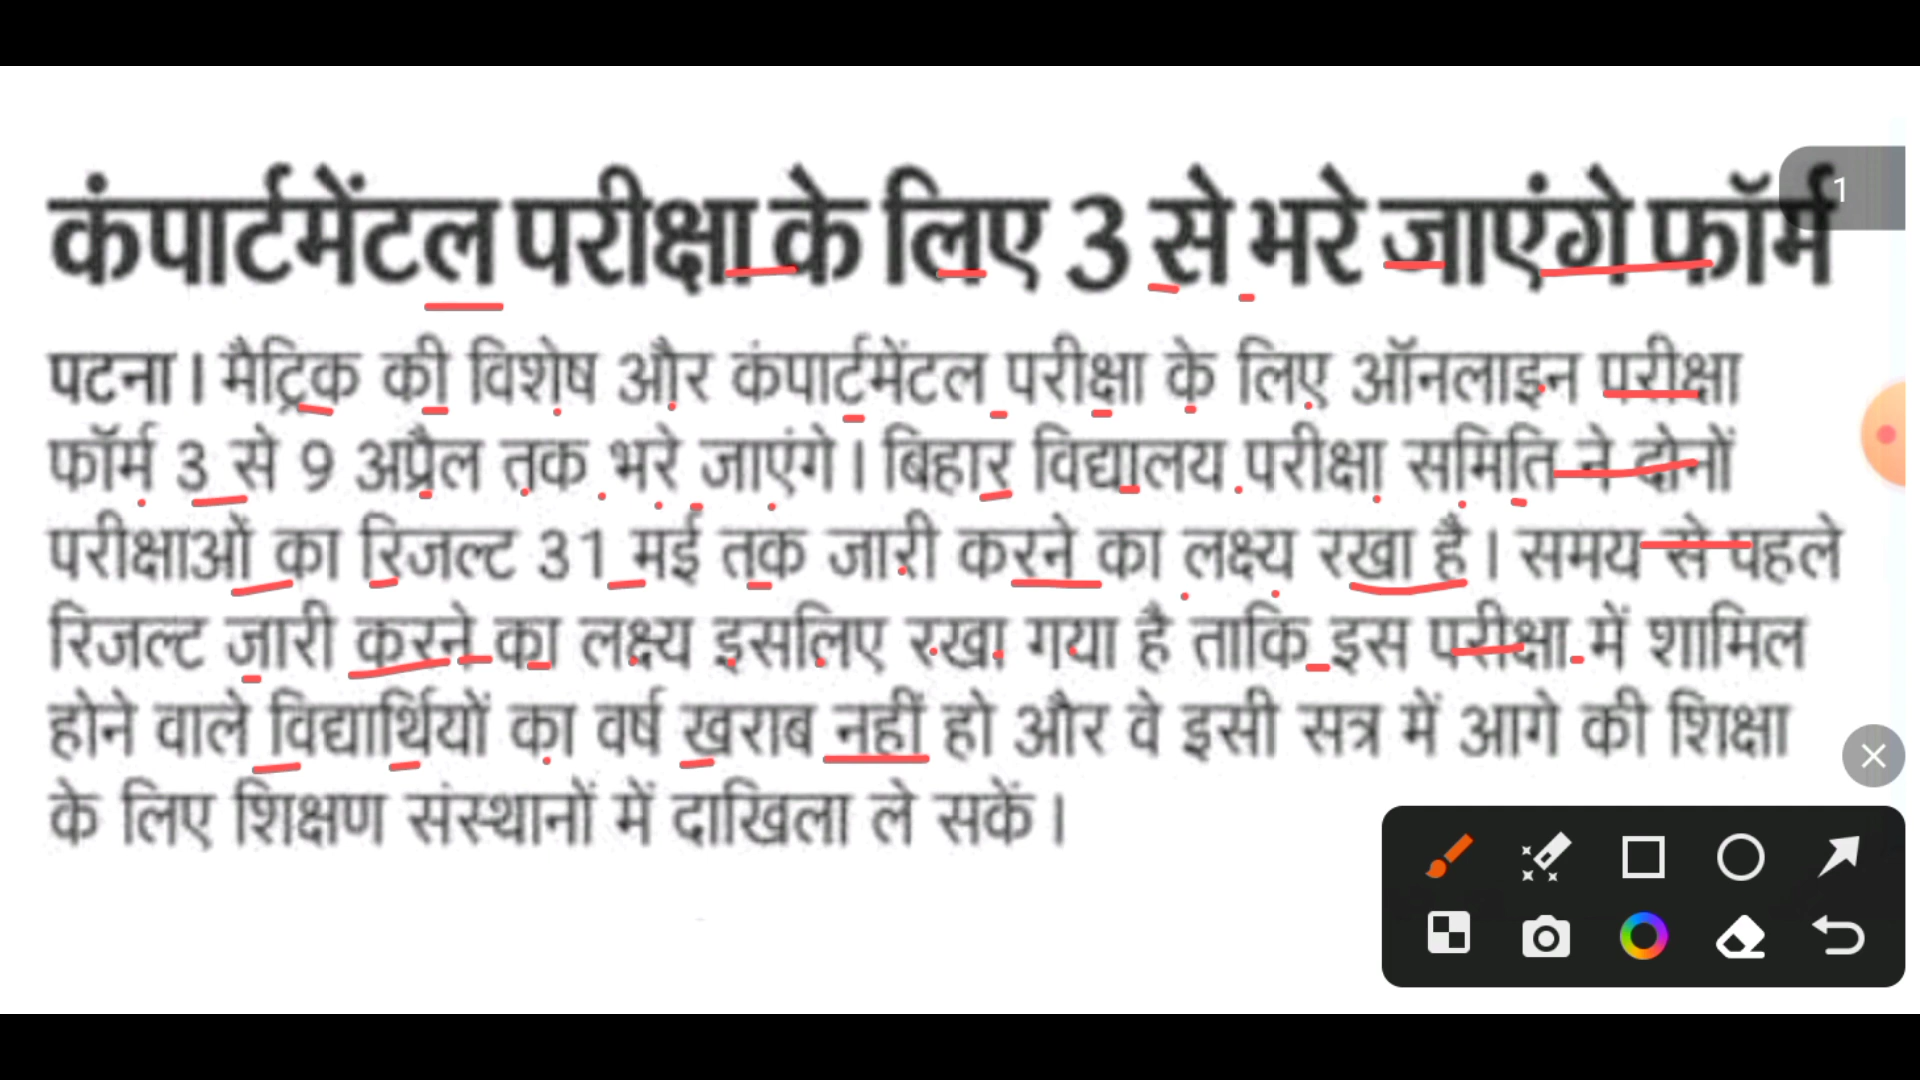 कंपार्टमेंटल परीक्षा के लिए 3 से भरे जाएंगे फॉर्म
1
पटना। मैट्रिक की विशेष और कंपार्टमेंटल परीक्षा के लिए ऑनलाइन परीक्षा
फॉर्म 3 से 9 अप्रैल तक भरे जाएंगे। बिहार विद्यालय परीक्षा समिति ने दोनों
परीक्षाओं का रिजल्ट 31 मई तक जारी करने का लक्ष्य रखा है। समय से पहले
रिजल्ट जारी करने का लक्ष्य इसलिए रखा गया है ताकि इस परीक्षा में शामिल
होने वाले विद्यार्थियों का वर्ष खराब नहीं हो और वे इसी सत्र में आगे की शिक्षा
के लिए शिक्षण संस्थानों में दाखिला ले सकें।